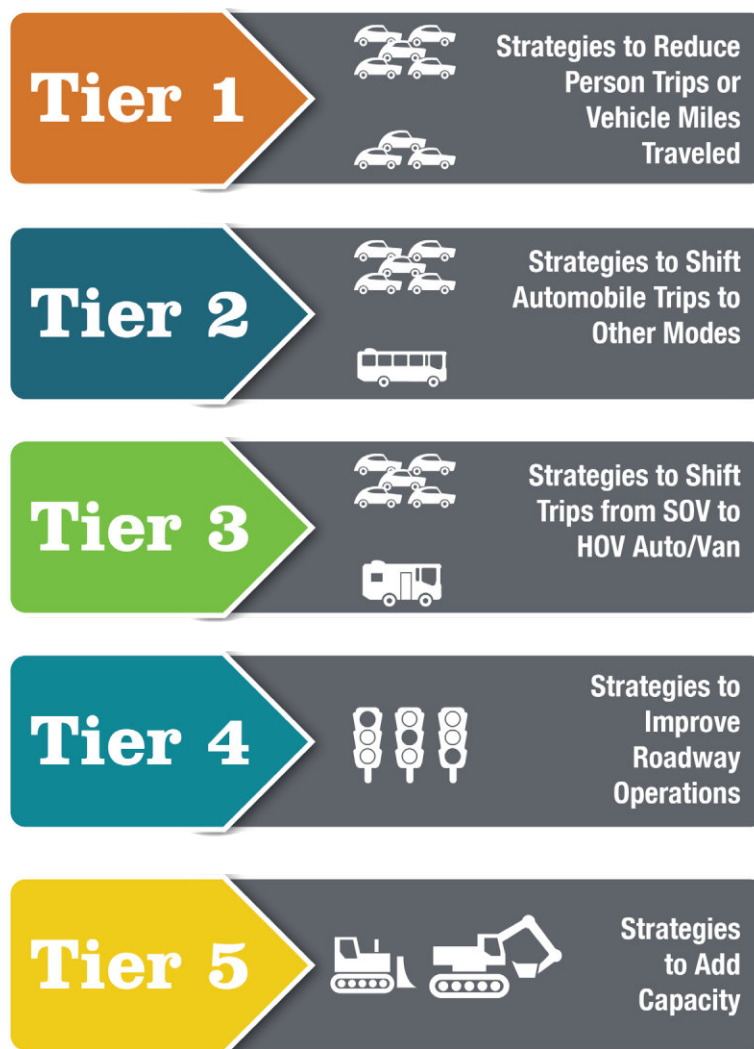 Tier 1
Strategies to Reduce
Person Trips or
Vehicle Miles
Traveled
Tier 2
Strategies to Shift
Automobile Trips to
Other Modes
Tier 3
Strategies to Shift
Trips from SOV to
HOV Auto/Van
Tier 4
Strategies to
Improve
Roadway
Operations
Tier 5
Strategies
to Add
Capacity